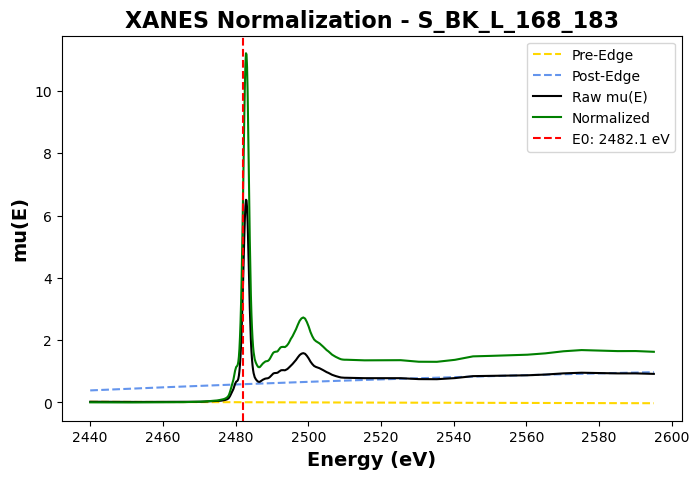 XANES Normalization - S_BK_L_168_183
Pre-Edge
Post-Edge
Raw mu(E)
Normalized
E0: 2482.1 eV
mu(E)
10
8
6
4
2
0
2440 2460 2480 2500 2520 2540 2560 2580 2600
Energy (eV)